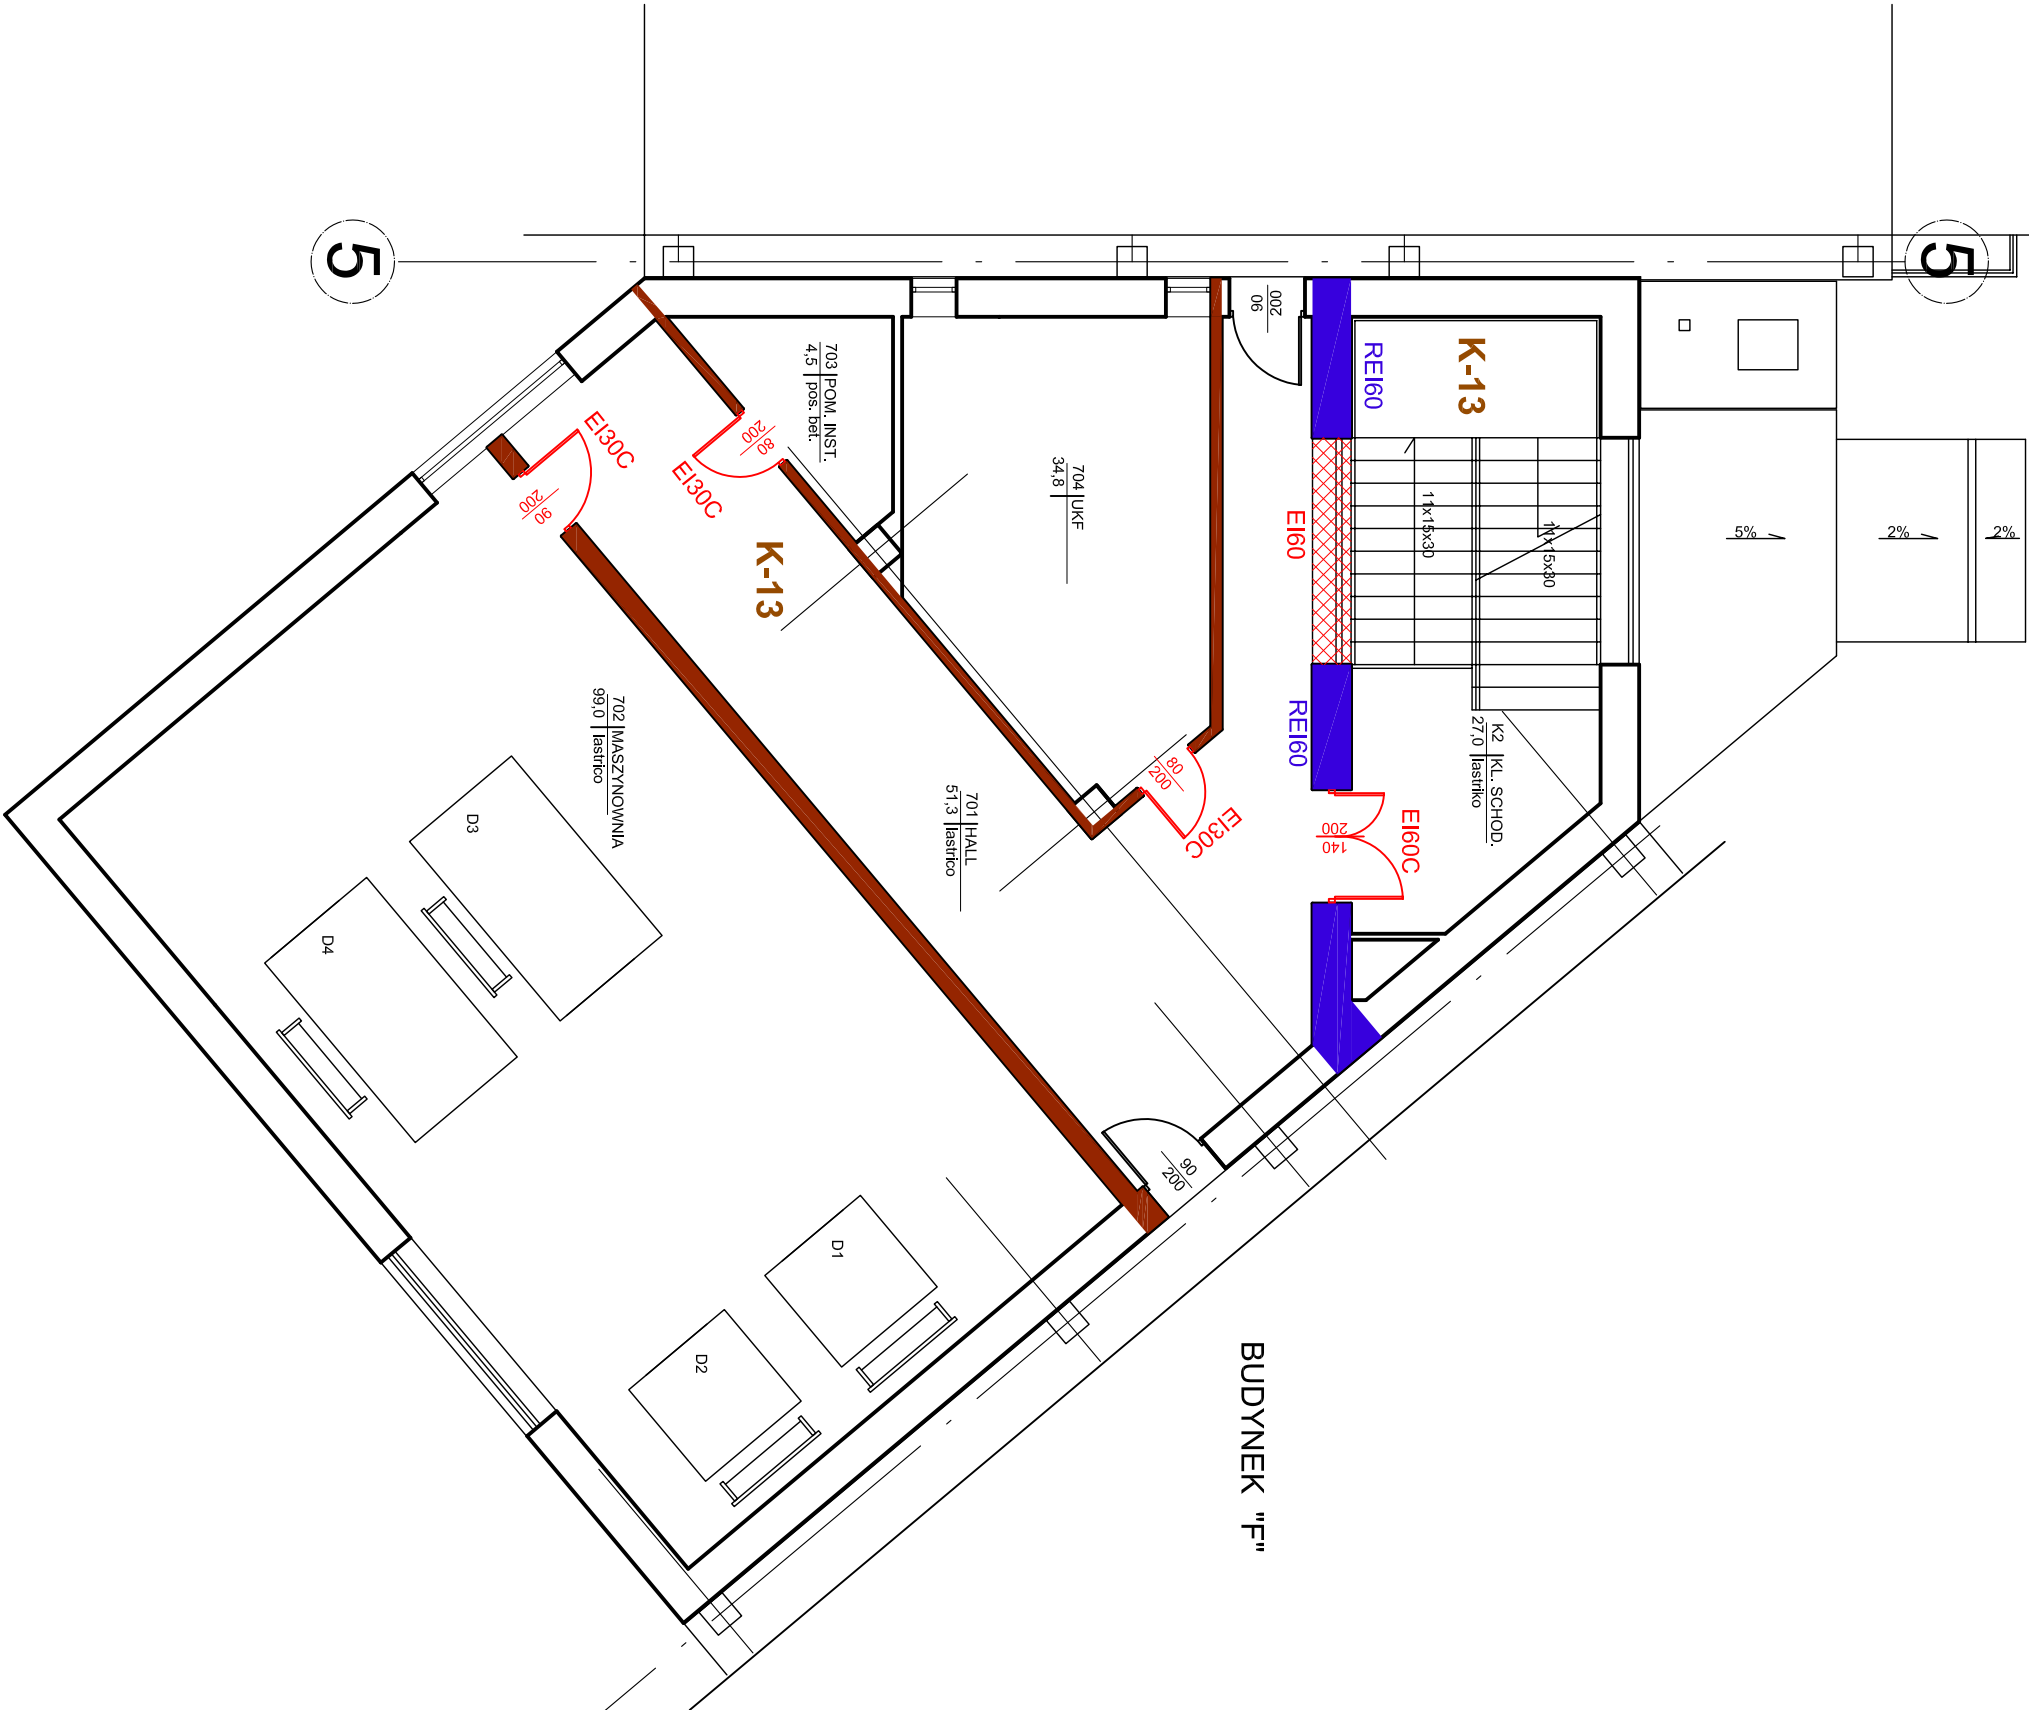 5
5
200
90
K-13
REI60
703 POM. INST.
4,5 pos. bet.
80
200
EI30C
EI30C
90
200
704 UKF
34,8
EI60
11x15x30
11x15x30
5%
2%
2%
K-13
REI60
K2 KL. SCHOD.
27,0 lastriko
702 MASZYNOWNIA
99,0 lastrico
701 HALL
51,3 lastrico
80
200
EI30C
140
200
EI60C
D3
D4
90
200
D1
D2
BUDYNEK "F"